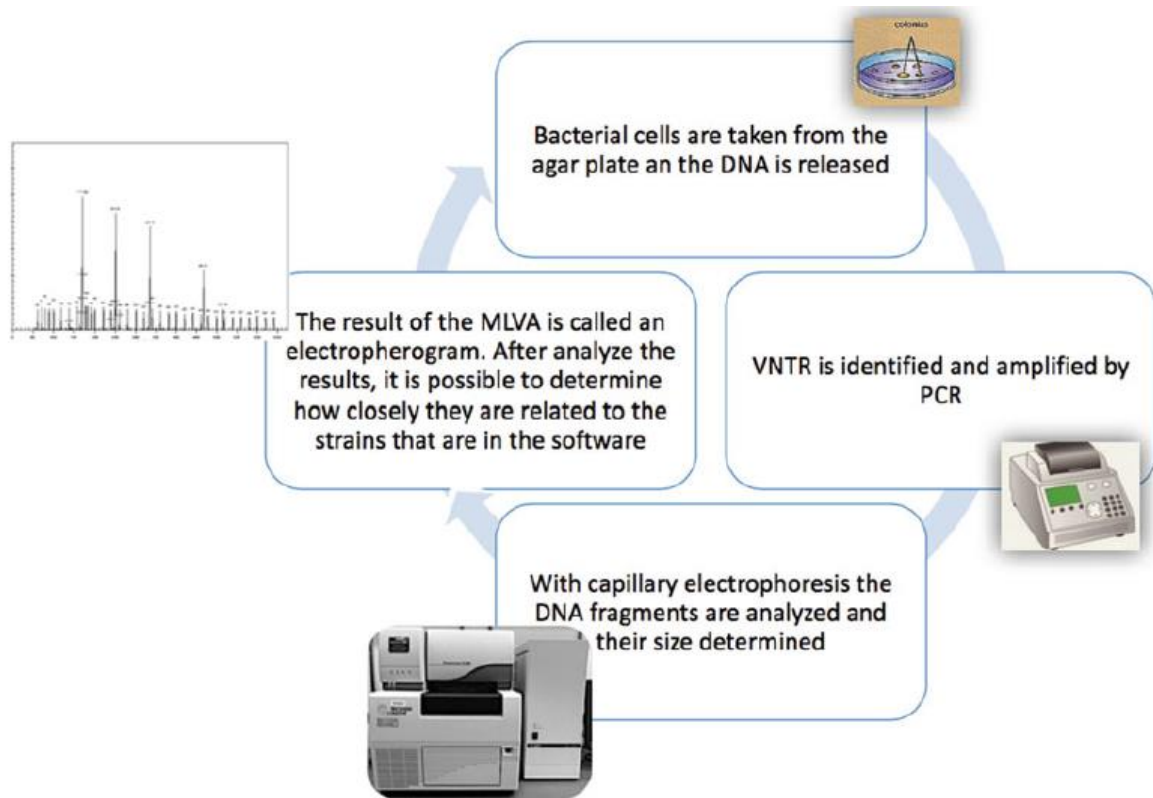 colonies
Bacterial cells are taken from the
agar plate an the DNA is released
VNTR is identified and amplified by
PCR
With capillary electrophoresis the
DNA fragments are analyzed and
their size determined
The result of the MLVA is called an
electropherogram. After analyze the
results, it is possible to determine
how closely they are related to the
strains that are in the software